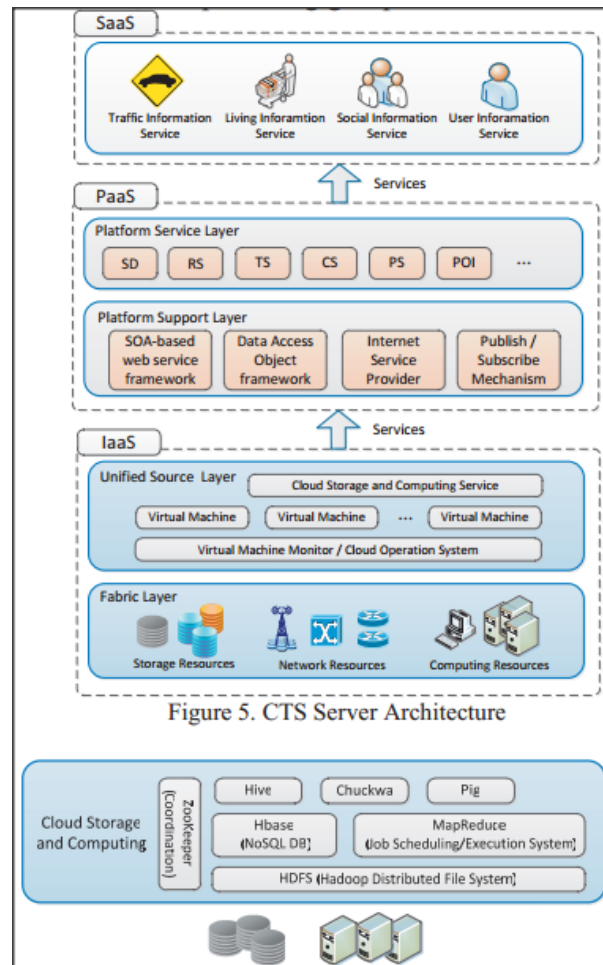 SaaS
Traffic Information
Service
Living Inforamtion
Service
Social Information
Service
User Inforamation
Service
Services
PaaS
Platform Service Layer
SD
RS
TS
CS
PS
POI
...
Platform Support Layer
SOA-based
web service
framework
Data Access
Object
framework
Internet
Service
Provider
Publish /
Subscribe
Mechanism
Services
IaaS
Unified Source Layer
Cloud Storage and Computing Service
Virtual Machine
Virtual Machine
...
Virtual Machine
Virtual Machine Monitor / Cloud Operation System
Fabric Layer
Storage Resources
Network Resources
Computing Resources
Figure 5. CTS Server Architecture
Cloud Storage
and Computing
ZooKeeper
(Coordination)
Hive
Chuckwa
Pig
Hbase
(NoSQL DB)
MapReduce
(Job Scheduling/Execution System)
HDFS (Hadoop Distributed File System)